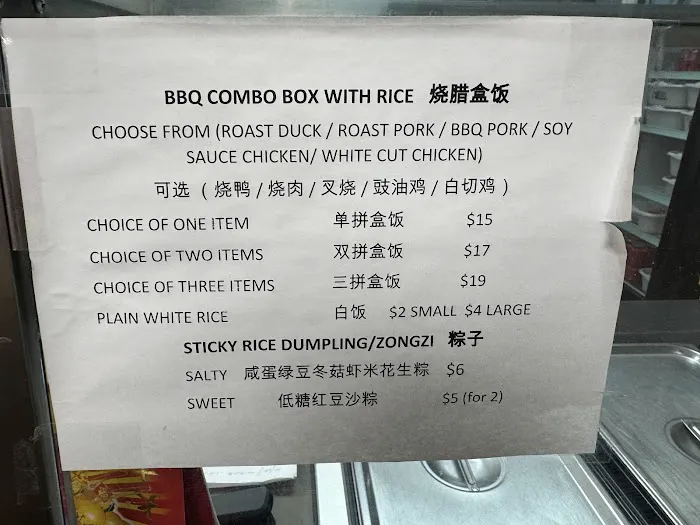 BBQ COMBO BOX WITH RICE 烧腊盒饭
CHOOSE FROM (ROAST DUCK / ROAST PORK / BBQ PORK / SOY
SAUCE CHICKEN/ WHITE CUT CHICKEN)
可选 ( 烧鸭 / 烧肉 / 叉烧 / 豉油鸡 / 白切鸡 )
CHOICE OF ONE ITEM 单拼盒饭 $15
CHOICE OF TWO ITEMS 双拼盒饭 $17
CHOICE OF THREE ITEMS 三拼盒饭 $19
PLAIN WHITE RICE 白饭 $2 SMALL $4 LARGE
STICKY RICE DUMPLING/ZONGZI 粽子
SALTY 咸蛋绿豆冬菇虾米花生粽 $6
SWEET 低糖红豆沙粽 $5 (for 2)